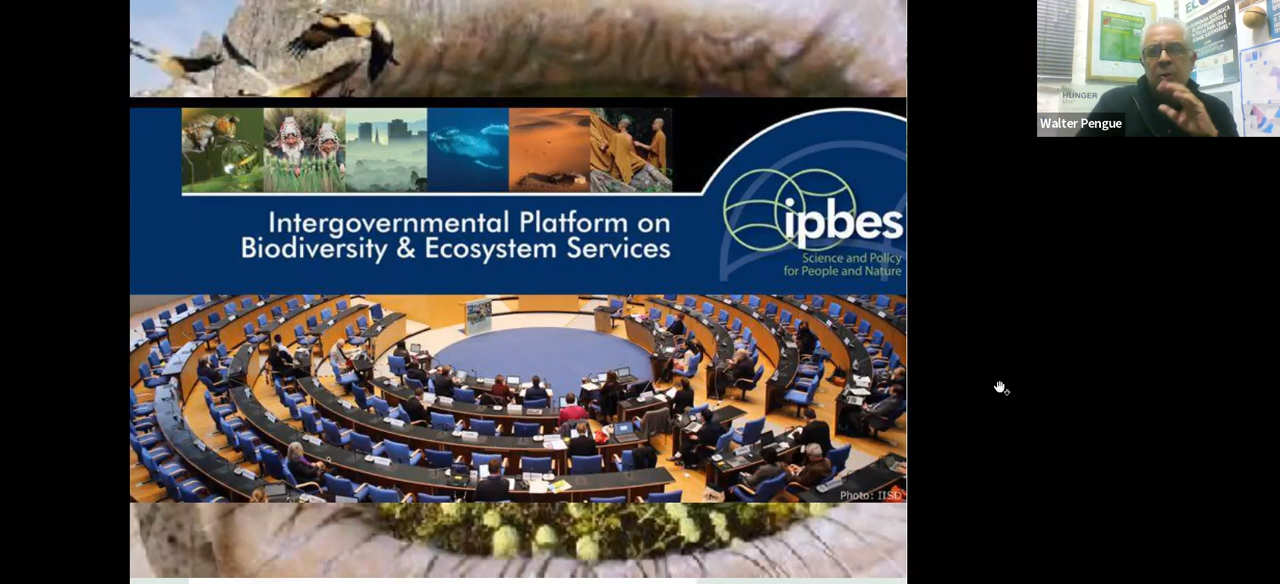 Intergovernmental Platform on
Biodiversity & Ecosystem Services
ipbes
Science and Policy
for People and Nature
Photo: IISD
HUNGER
Walter Pengue